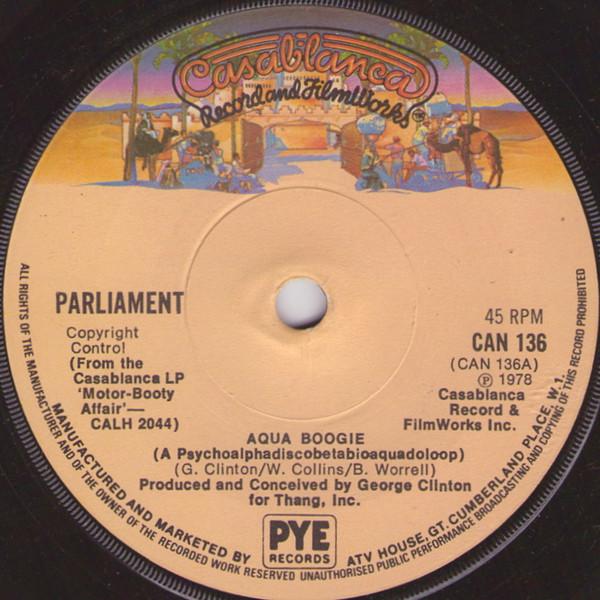 Casablanca
Record and FilmWorks TM
PARLIAMENT
Copyright
Control
(From the
Casablanca LP
'Motor-Booty
Affair'—
CALH 2044)
45 RPM
CAN 136
(CAN 136A)
Ⓟ 1978
Casablanca
Record &
FilmWorks Inc.
AQUA BOOGIE
(A Psychoalphadiscobetabioaquadoloop)
(G. Clinton/W. Collins/B. Worrell)
Produced and Conceived by George Clinton
for Thang, Inc.
PYE
RECORDS
MANUFACTURED AND MARKETED BY
ATV HOUSE, GT. CUMBERLAND PLACE, W.1.
ALL RIGHTS OF THE MANUFACTURER AND OF THE OWNER OF THE RECORDED WORK RESERVED UNAUTHORISED PUBLIC PERFORMANCE BROADCASTING AND COPYING OF THIS RECORD PROHIBITED